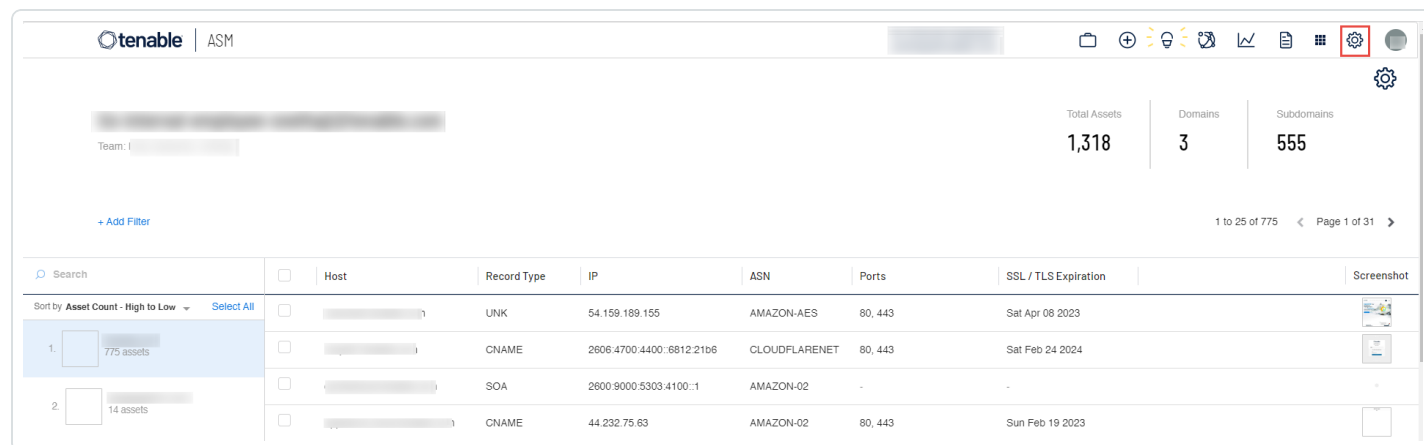 tenable ASM
Total Assets Domains Subdomains
1,318 3 555
Team:
+ Add Filter
1 to 25 of 775 Page 1 of 31
Search Host Record Type IP ASN Ports SSL / TLS Expiration Screenshot
Sort by Asset Count - High to Low Select All
UNK 54.159.189.155 AMAZON-AES 80, 443 Sat Apr 08 2023
1. 775 assets
CNAME 2606:4700:4400::6812:21b6 CLOUDFLARENET 80, 443 Sat Feb 24 2024
SOA 2600:9000:5303:4100::1 AMAZON-02 - -
2. 14 assets
CNAME 44.232.75.63 AMAZON-02 80, 443 Sun Feb 19 2023